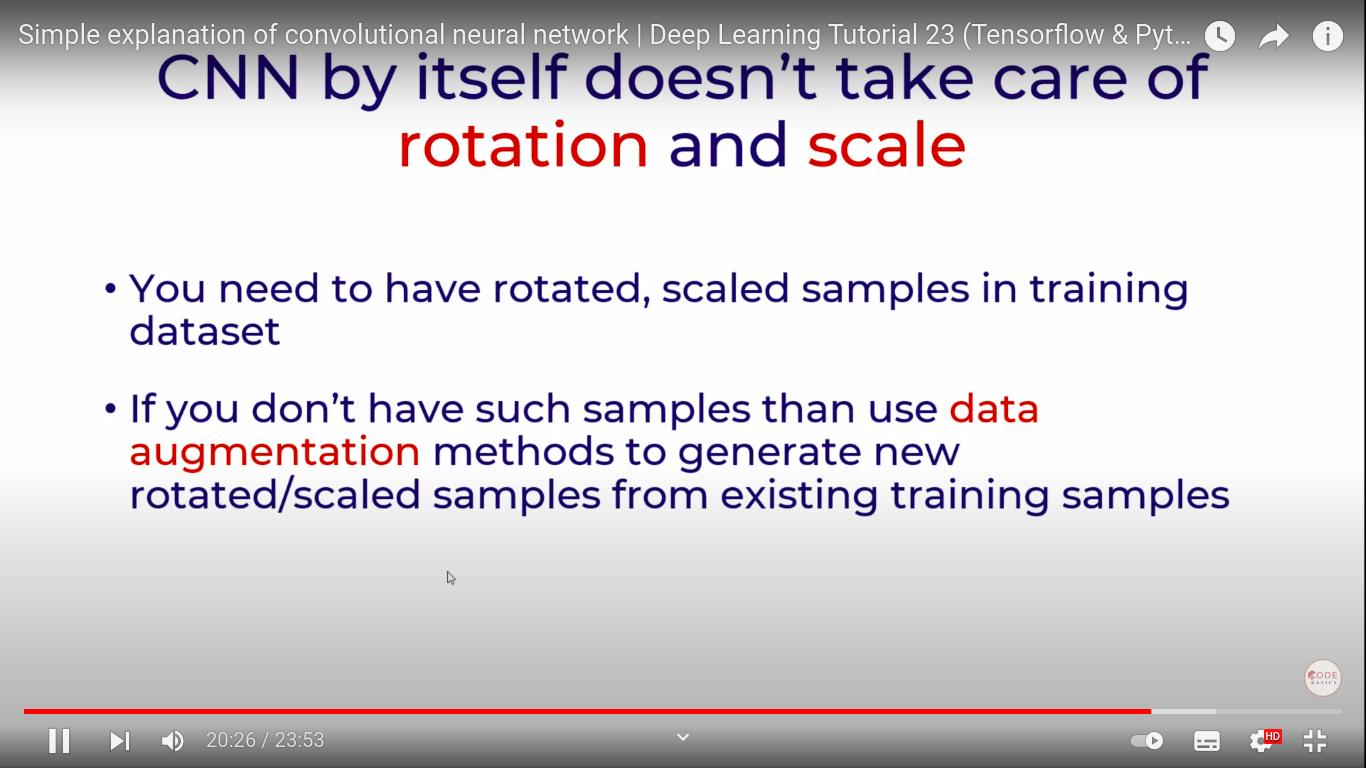 Simple explanation of convolutional neural network | Deep Learning Tutorial 23 (Tensorflow & Pyt...
CNN by itself doesn't take care of
rotation and scale
• You need to have rotated, scaled samples in training
dataset
• If you don't have such samples than use data
augmentation methods to generate new
rotated/scaled samples from existing training samples
CODE
BASICS
20:26 / 23:53
HD